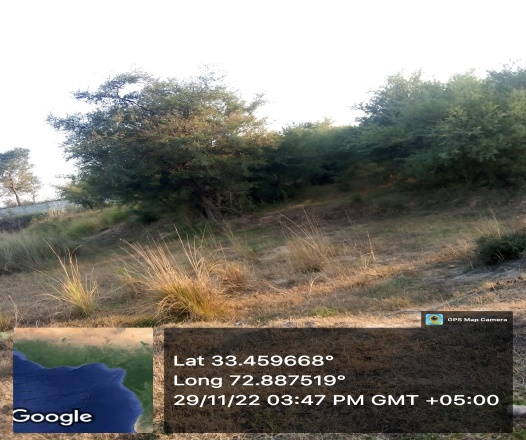 GPS Map Camera
Lat 33.459668°
Long 72.887519°
29/11/22 03:47 PM GMT +05:00
Google